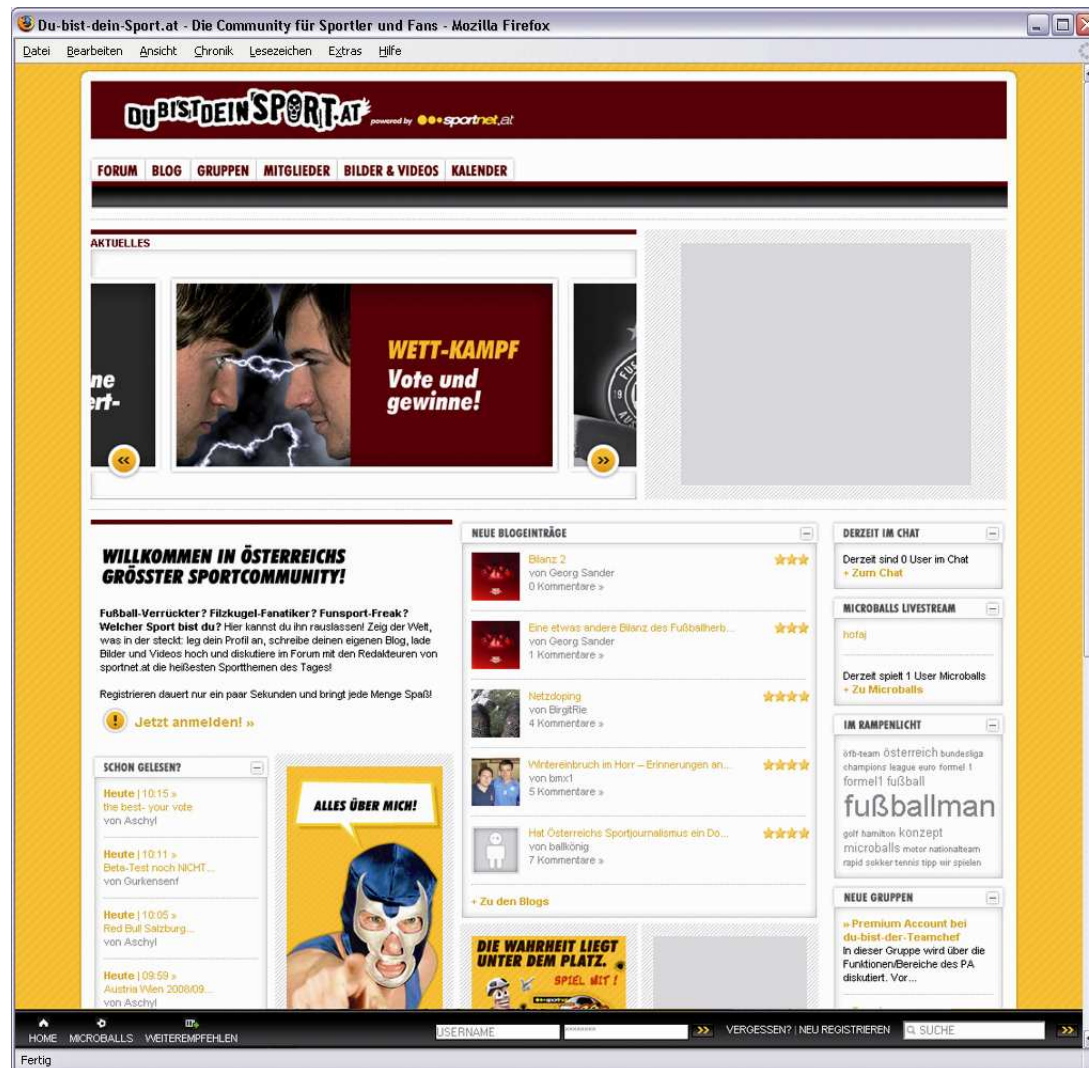 Du-bist-dein-Sport.at - Die Community für Sportler und Fans - Mozilla Firefox
Datei Bearbeiten Ansicht Chronik Lesezeichen Extras Hilfe
DUBISTDEINSPORT.AT powered by sportnet.at
FORUM BLOG GRUPPEN MITGLIEDER BILDER & VIDEOS KALENDER
AKTUELLES
ne
ert-
WETT-KAMPF
Vote und
gewinne!
«
»
WILLKOMMEN IN ÖSTERREICHS
GRÖSSTER SPORTCOMMUNITY!
Fußball-Verrückter? Filzkugel-Fanatiker? Funsport-Freak?
Welcher Sport bist du? Hier kannst du ihn rauslassen! Zeig der Welt,
was in der steckt: leg dein Profil an, schreibe deinen eigenen Blog, lade
Bilder und Videos hoch und diskutiere im Forum mit den Redakteuren von
sportnet.at die heißesten Sportthemen des Tages!
Registrieren dauert nur ein paar Sekunden und bringt jede Menge Spaß!
Jetzt anmelden! »
SCHON GELESEN?
Heute | 10:15 »
the best- your vote
von Aschyl
Heute | 10:11 »
Beta-Test noch NICHT...
von Gurkensenf
Heute | 10:05 »
Red Bull Salzburg...
von Aschyl
Heute | 09:59 »
Austria Wien 2008/09...
von Aschyl
ALLES ÜBER MICH!
NEUE BLOGEINTRÄGE
Bilanz 2
von Georg Sander
0 Kommentare »
Eine etwas andere Bilanz des Fußballherb...
von Georg Sander
1 Kommentare »
Netzdoping
von BirgitRie
4 Kommentare »
Wintereinbruch im Horr – Erinnerungen an...
von bmx1
5 Kommentare »
Hat Österreichs Sportjournalismus ein Do...
von ballkönig
7 Kommentare »
+ Zu den Blogs
DIE WAHRHEIT LIEGT
UNTER DEM PLATZ.
SPIEL MIT!
DERZEIT IM CHAT
Derzeit sind 0 User im Chat
+ Zum Chat
MICROBALLS LIVESTREAM
hofaj
Derzeit spielt 1 User Microballs
+ Zu Microballs
IM RAMPENLICHT
öfb-team österreich bundesliga
champions league euro formel 1
formel1 fußball
fußballman
golf hamilton konzept
microballs motor nationalteam
rapid sokker tennis tipp wir spielen
NEUE GRUPPEN
» Premium Account bei
du-bist-der-Teamchef
In dieser Gruppe wird über die
Funktionen/Bereiche des PA
diskutiert. Vor...
HOME MICROBALLS WEITEREMPFEHLEN USERNAME ******** VERGESSEN? | NEU REGISTRIEREN SUCHE
Fertig